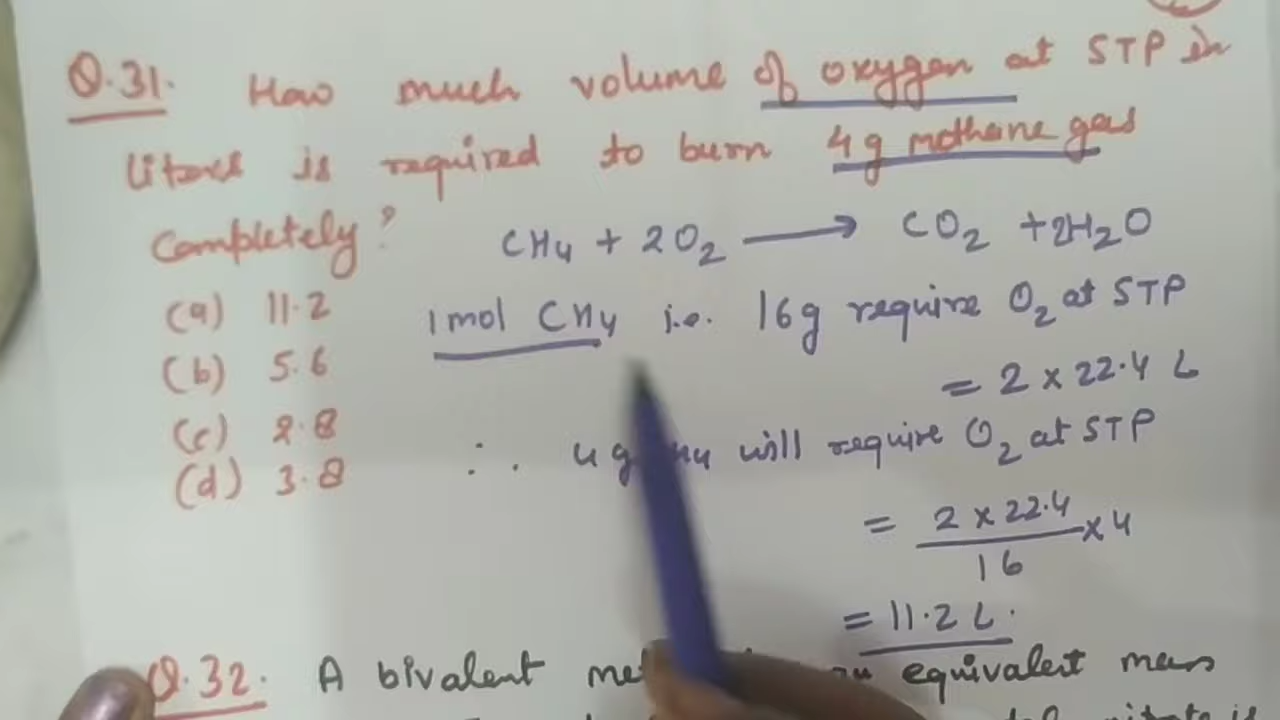 Q.31. How much volume of oxygen at STP in
liters is required to burn 4g methane gas
completely?
CH4 + 2O2 ⟶ CO2 + 2H2O
(a) 11.2
1 mol CH4 i.e. 16g require O2 at STP
(b) 5.6
= 2 × 22.4 L
(c) 2.8
∴ 4 g will require O2 at STP
(d) 3.8
= 2 × 22.4 / 16 × 4
= 11.2 L.
Q.32. A bivalent equivalent mass